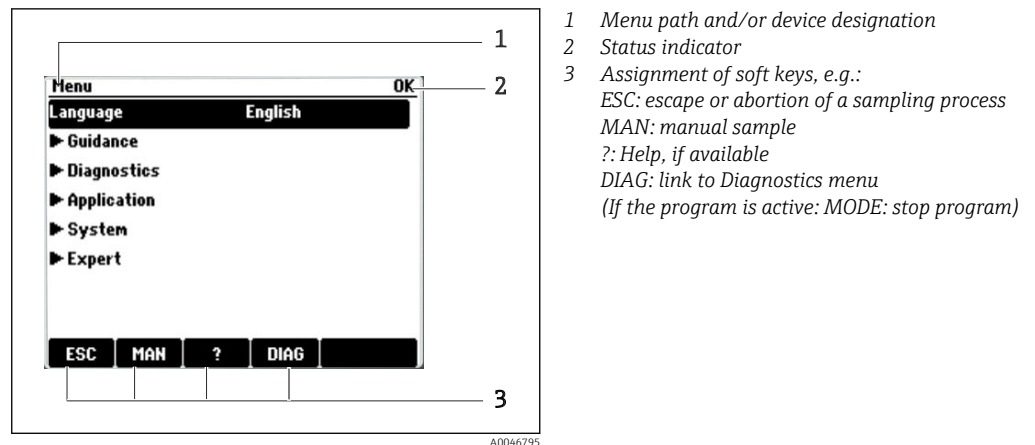 1
Menu OK
2
Language English
Guidance
Diagnostics
Application
System
Expert
ESC MAN ? DIAG
3
A0046795
1 Menu path and/or device designation
2 Status indicator
3 Assignment of soft keys, e.g.:
ESC: escape or abortion of a sampling process
MAN: manual sample
?: Help, if available
DIAG: link to Diagnostics menu
(If the program is active: MODE: stop program)